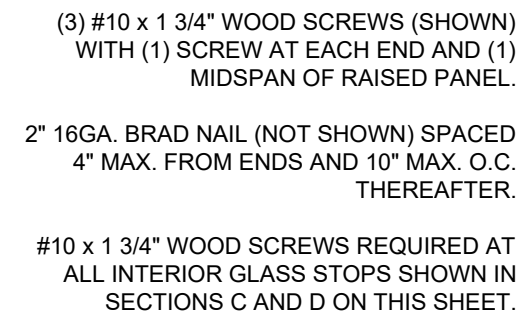 (3) #10 x 1 3/4" WOOD SCREWS (SHOWN)
WITH (1) SCREW AT EACH END AND (1)
MIDSPAN OF RAISED PANEL.
2" 16GA. BRAD NAIL (NOT SHOWN) SPACED
4" MAX. FROM ENDS AND 10" MAX. O.C.
THEREAFTER.
#10 x 1 3/4" WOOD SCREWS REQUIRED AT
ALL INTERIOR GLASS STOPS SHOWN IN
SECTIONS C AND D ON THIS SHEET.